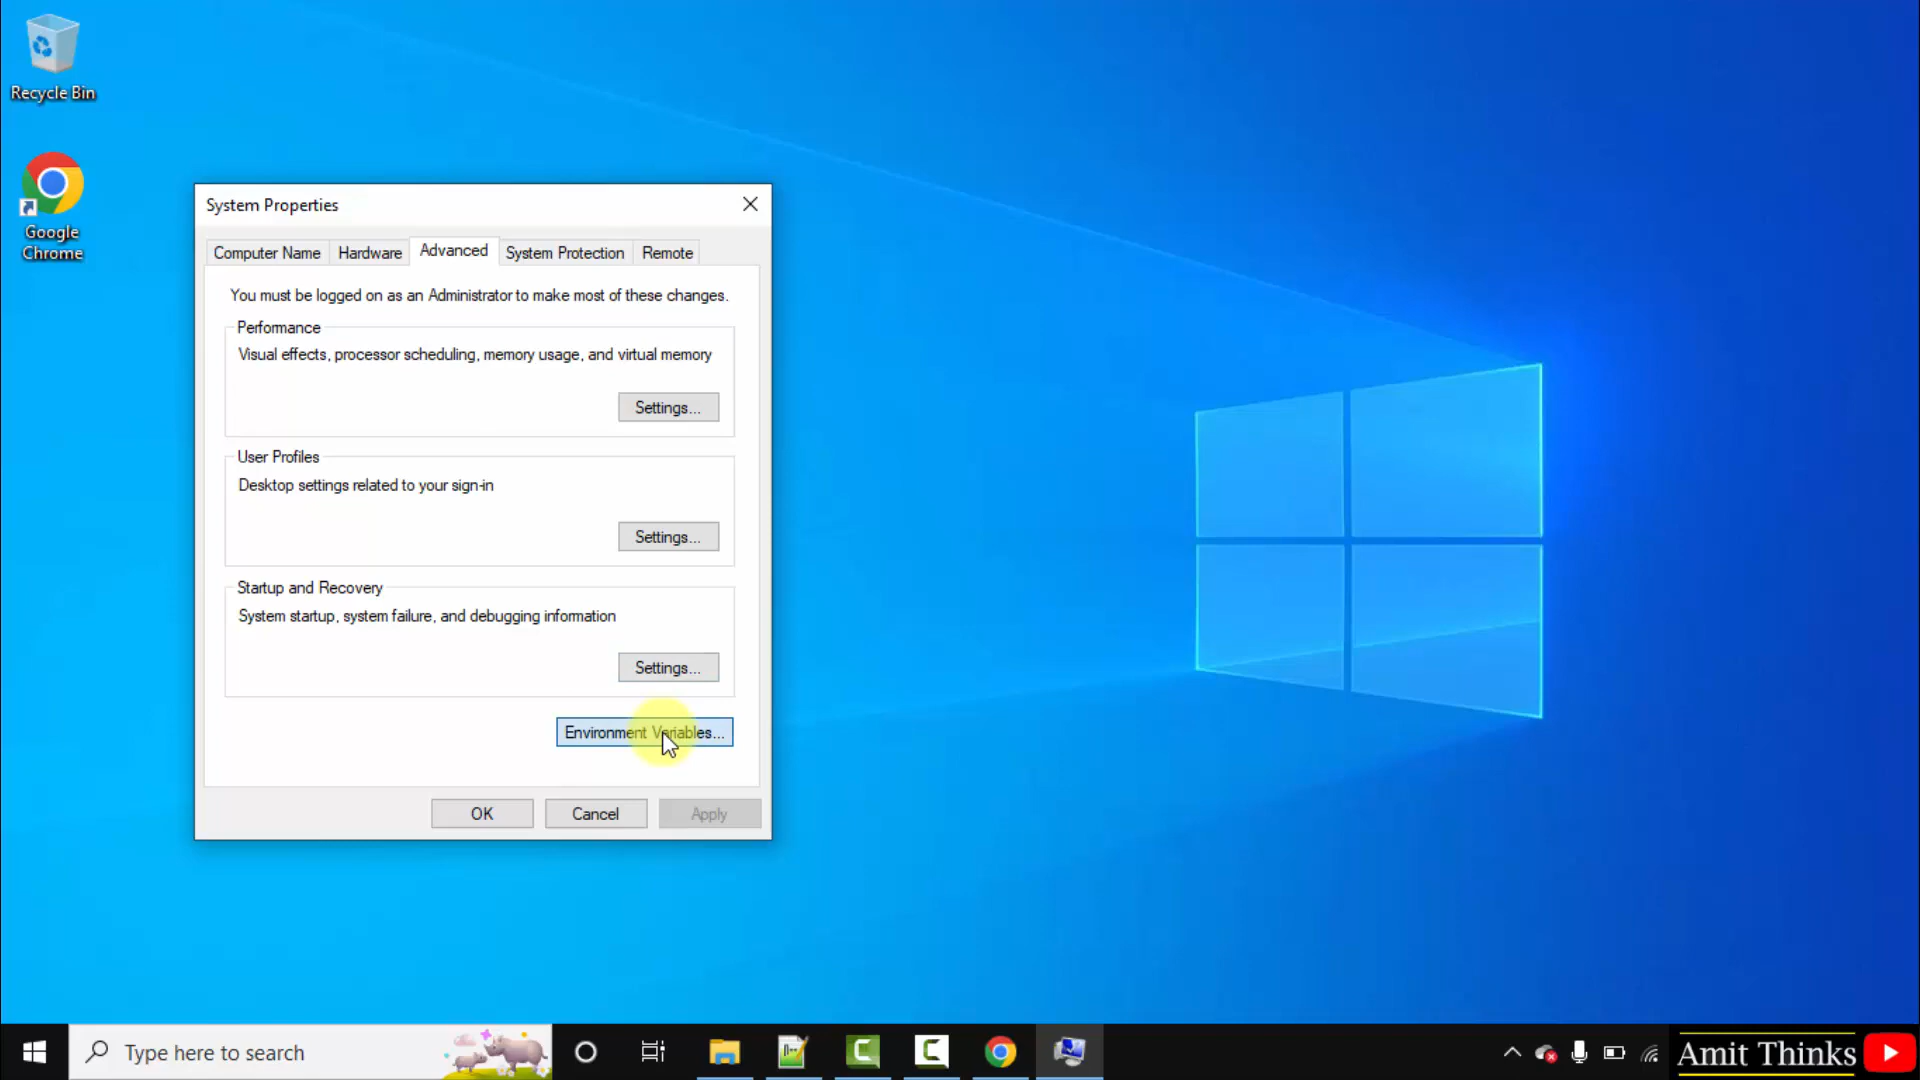 Recycle Bin
Google
Chrome
System Properties
Computer Name
Hardware
Advanced
System Protection
Remote
You must be logged on as an Administrator to make most of these changes.
Performance
Visual effects, processor scheduling, memory usage, and virtual memory
Settings...
User Profiles
Desktop settings related to your sign-in
Settings...
Startup and Recovery
System startup, system failure, and debugging information
Settings...
Environment Variables...
OK
Cancel
Apply
Type here to search
Amit Thinks